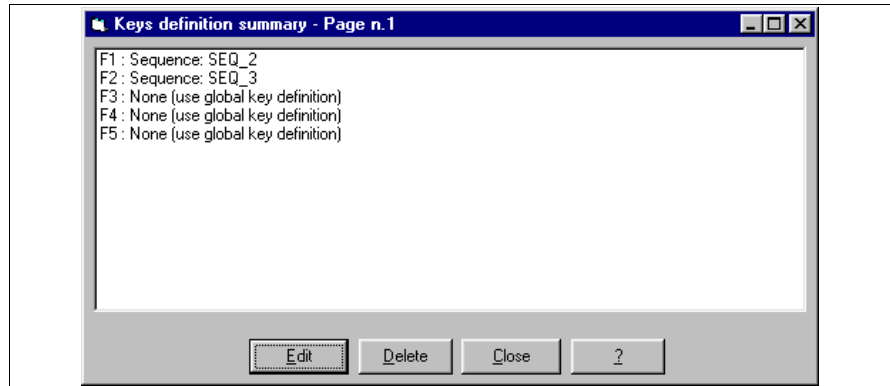 Keys definition summary - Page n.1
F1 : Sequence: SEQ_2
F2 : Sequence: SEQ_3
F3 : None (use global key definition)
F4 : None (use global key definition)
F5 : None (use global key definition)
Edit Delete Close ?